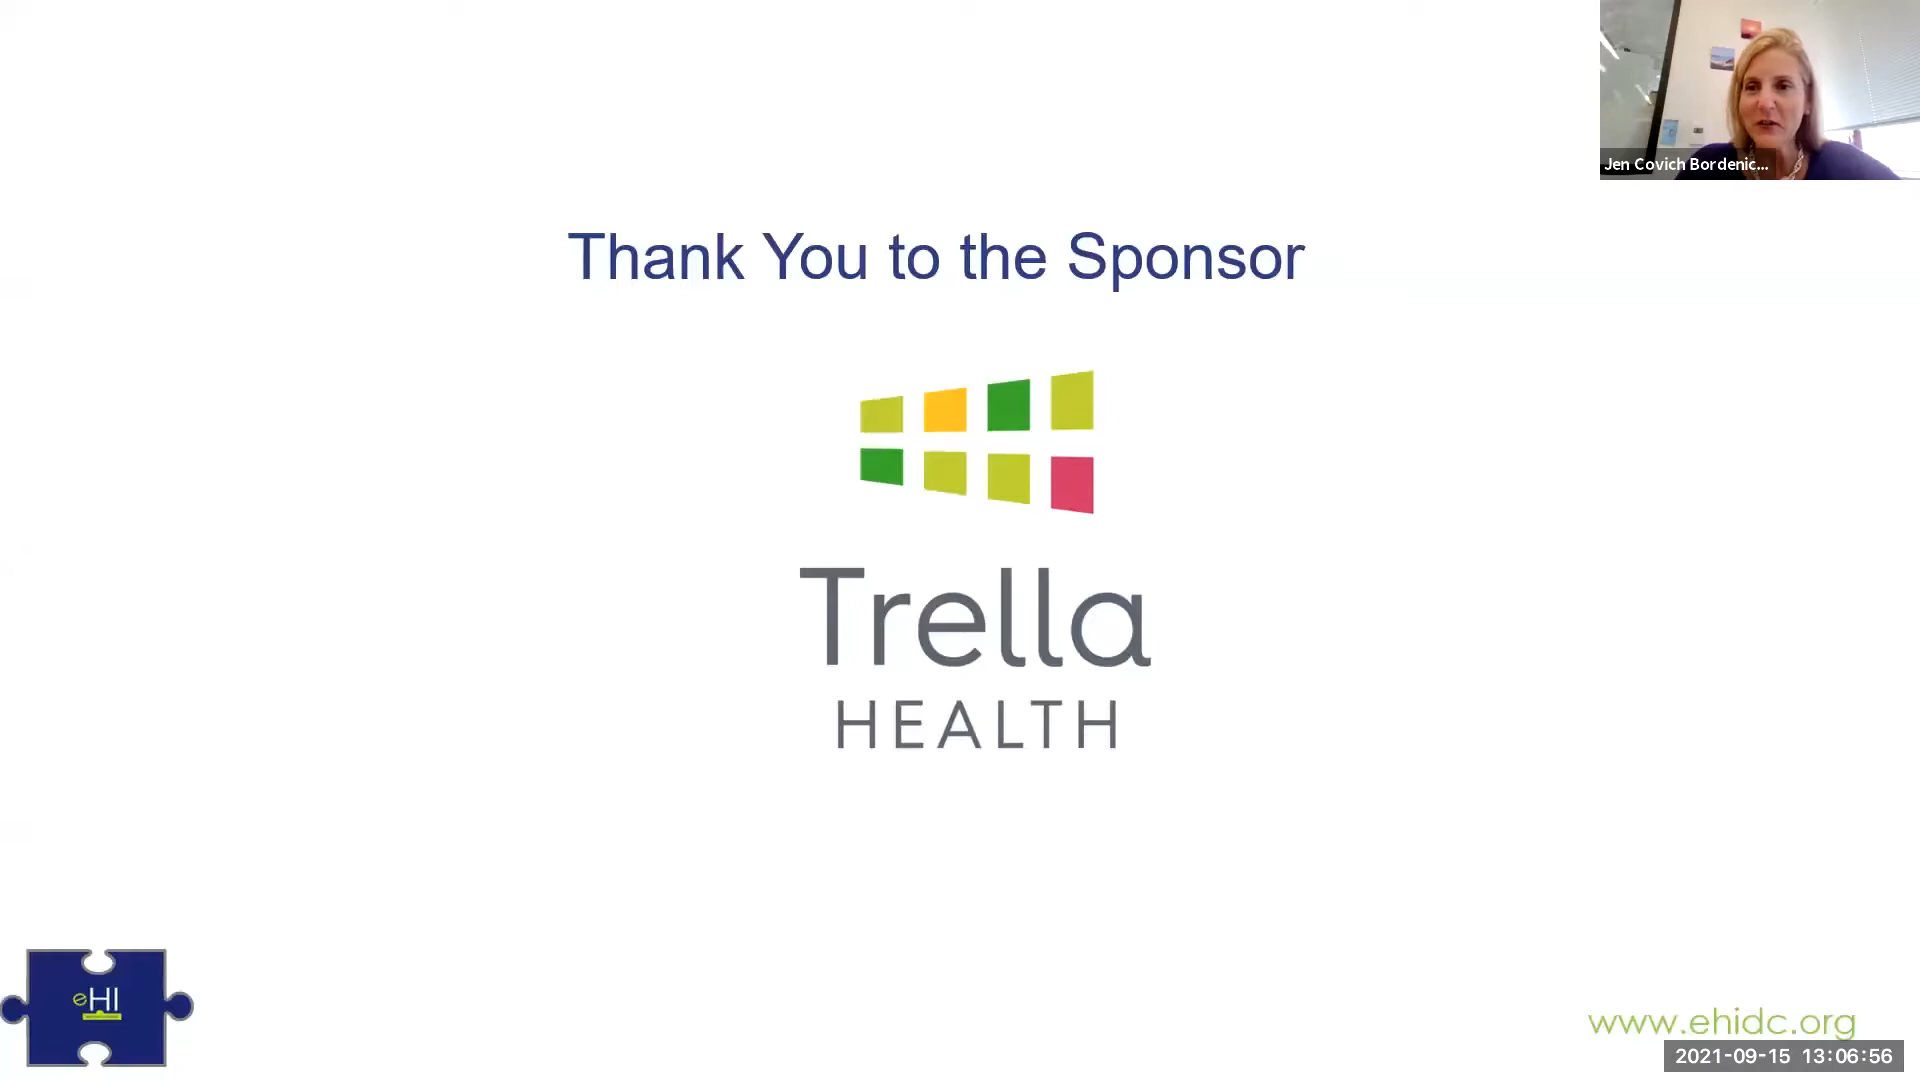 Jen Covich Bordenic...
Thank You to the Sponsor
Trella
HEALTH
eHI
www.ehidc.org
2021-09-15 13:06:56